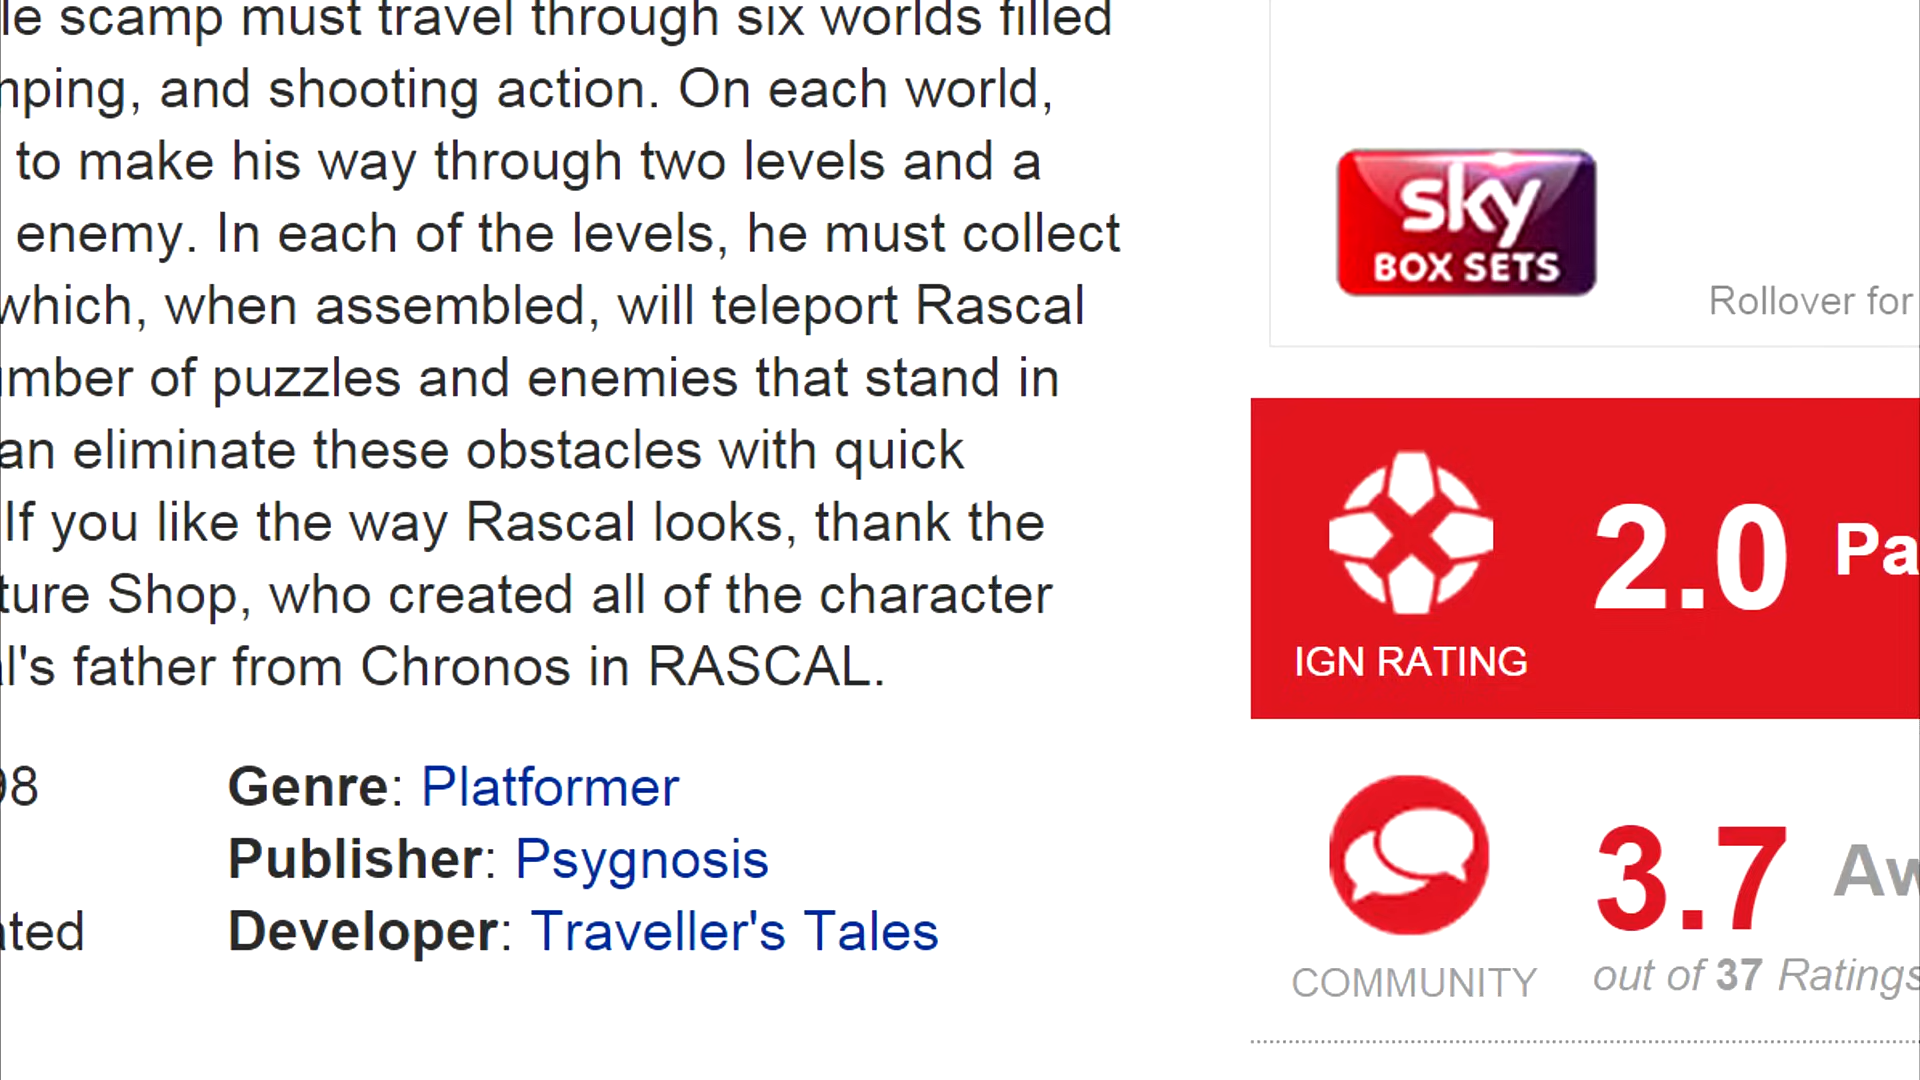 le scamp must travel through six worlds filled
nping, and shooting action. On each world,
to make his way through two levels and a
enemy. In each of the levels, he must collect
which, when assembled, will teleport Rascal
mber of puzzles and enemies that stand in
an eliminate these obstacles with quick
If you like the way Rascal looks, thank the
ture Shop, who created all of the character
l's father from Chronos in RASCAL.
98
Genre: Platformer
Publisher: Psygnosis
ated
Developer: Traveller's Tales
sky
BOX SETS
Rollover for
IGN RATING
2.0 Pa
COMMUNITY
3.7 Aw
out of 37 Ratings